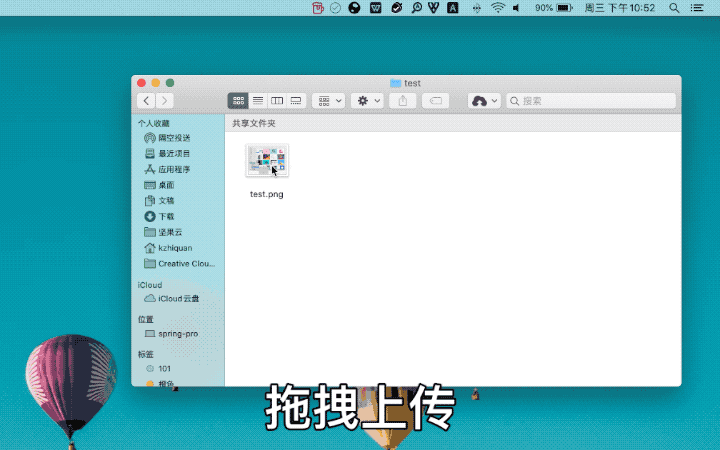 90% 周三 下午10:52
test
搜索
个人收藏
共享文件夹
隔空投送
最近项目
应用程序
桌面
文稿
下载
坚果云
kzhiquan
Creative Clou...
iCloud
iCloud 云盘
位置
spring-pro
标签
101
橙色
test.png
拖拽上传